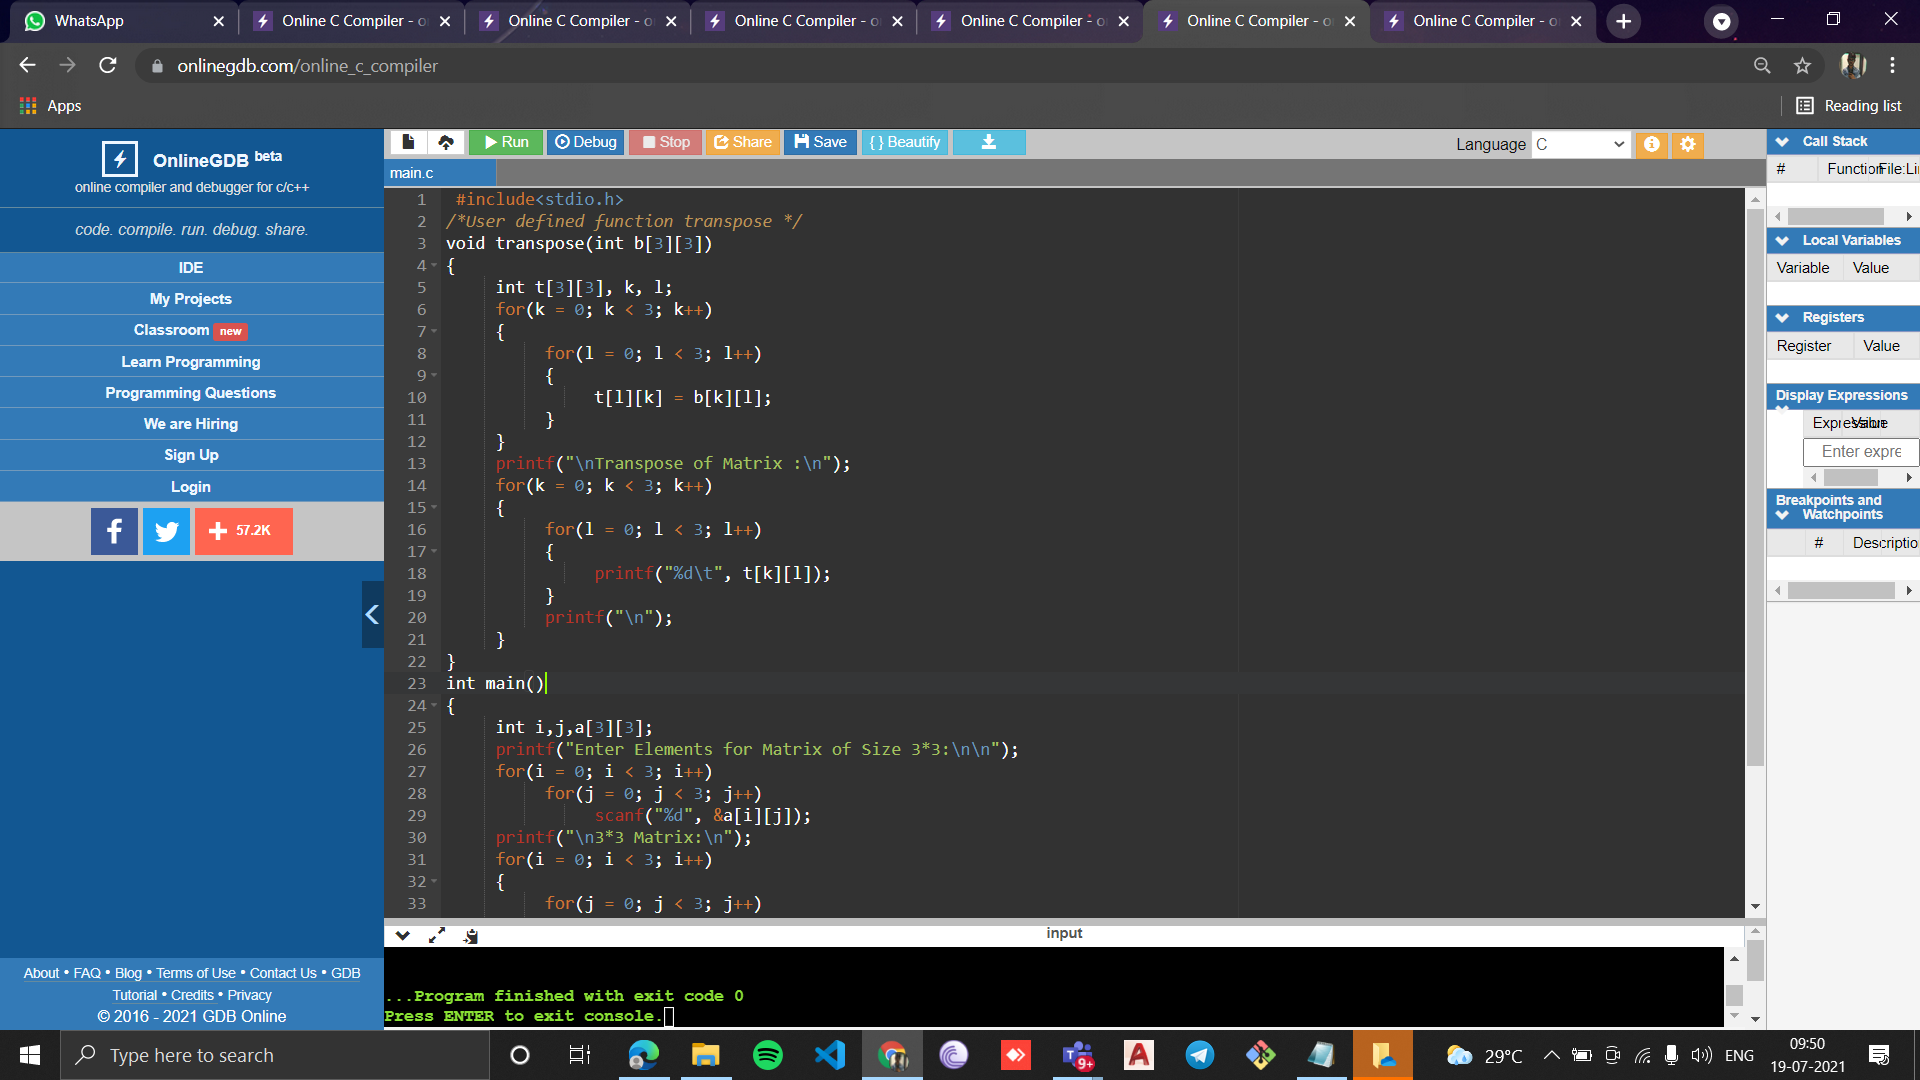 WhatsApp
Online C Compiler - o
Online C Compiler - o
Online C Compiler - o
Online C Compiler - o
Online C Compiler - o
Online C Compiler - o
onlinegdb.com/online_c_compiler
Apps
Reading list
OnlineGDB beta
online compiler and debugger for c/c++
code. compile. run. debug. share.
IDE
My Projects
Classroom new
Learn Programming
Programming Questions
We are Hiring
Sign Up
Login
57.2K
About • FAQ • Blog • Terms of Use • Contact Us • GDB
Tutorial • Credits • Privacy
© 2016 - 2021 GDB Online
Run Debug Stop Share Save { } Beautify
Language C
main.c
1 #include<stdio.h>
2 /*User defined function transpose */
3 void transpose(int b[3][3])
4 {
5 int t[3][3], k, l;
6 for(k = 0; k < 3; k++)
7 {
8 for(l = 0; l < 3; l++)
9 {
10 t[l][k] = b[k][l];
11 }
12 }
13 printf("\nTranspose of Matrix :\n");
14 for(k = 0; k < 3; k++)
15 {
16 for(l = 0; l < 3; l++)
17 {
18 printf("%d\t", t[k][l]);
19 }
20 printf("\n");
21 }
22 }
23 int main()
24 {
25 int i,j,a[3][3];
26 printf("Enter Elements for Matrix of Size 3*3:\n\n");
27 for(i = 0; i < 3; i++)
28 for(j = 0; j < 3; j++)
29 scanf("%d", &a[i][j]);
30 printf("\n3*3 Matrix:\n");
31 for(i = 0; i < 3; i++)
32 {
33 for(j = 0; j < 3; j++)
input
...Program finished with exit code 0
Press ENTER to exit console.
Call Stack
# Function File:Li
Local Variables
Variable Value
Registers
Register Value
Display Expressions
Expression Value
Enter expre
Breakpoints and
Watchpoints
# Descriptio
Type here to search
9+
29°C
ENG
09:50
19-07-2021